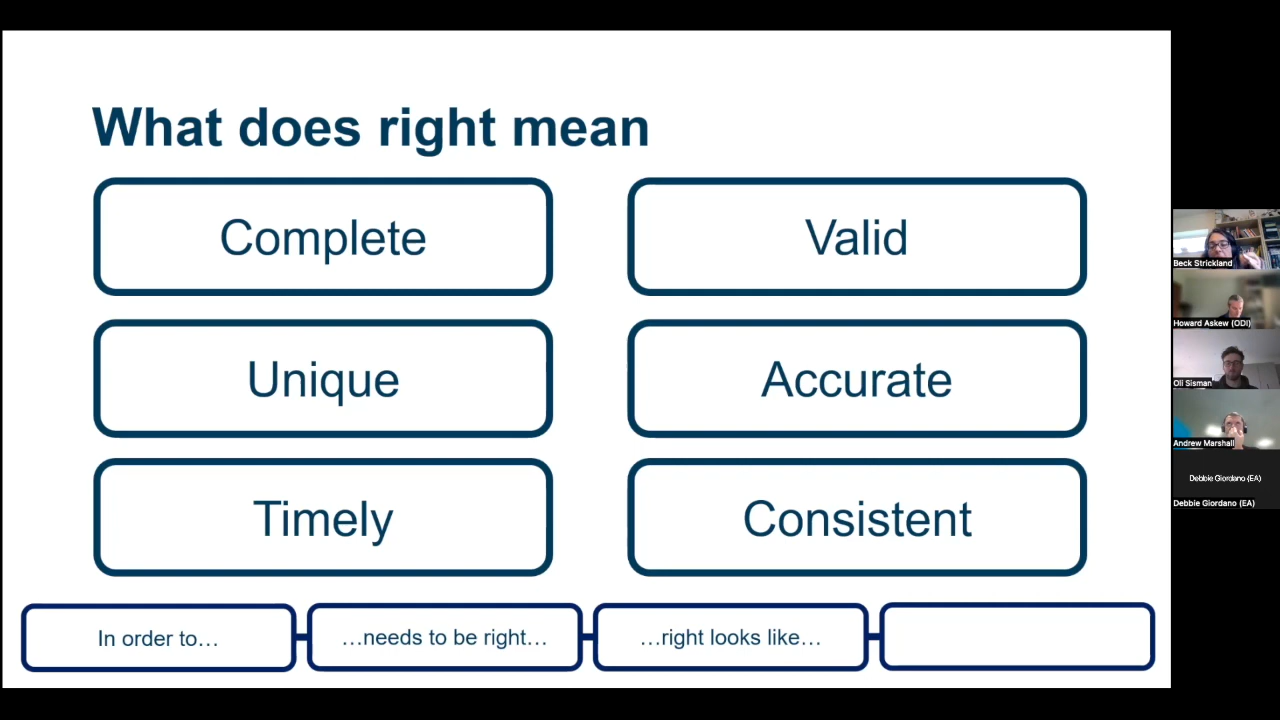 What does right mean
Complete
Valid
Unique
Accurate
Timely
Consistent
In order to…
…needs to be right…
…right looks like…
Beck Strickland
Howard Askew (ODI)
Oli Sisman
Andrew Marshall
Debbie Giordano (EA)
Debbie Giordano (EA)